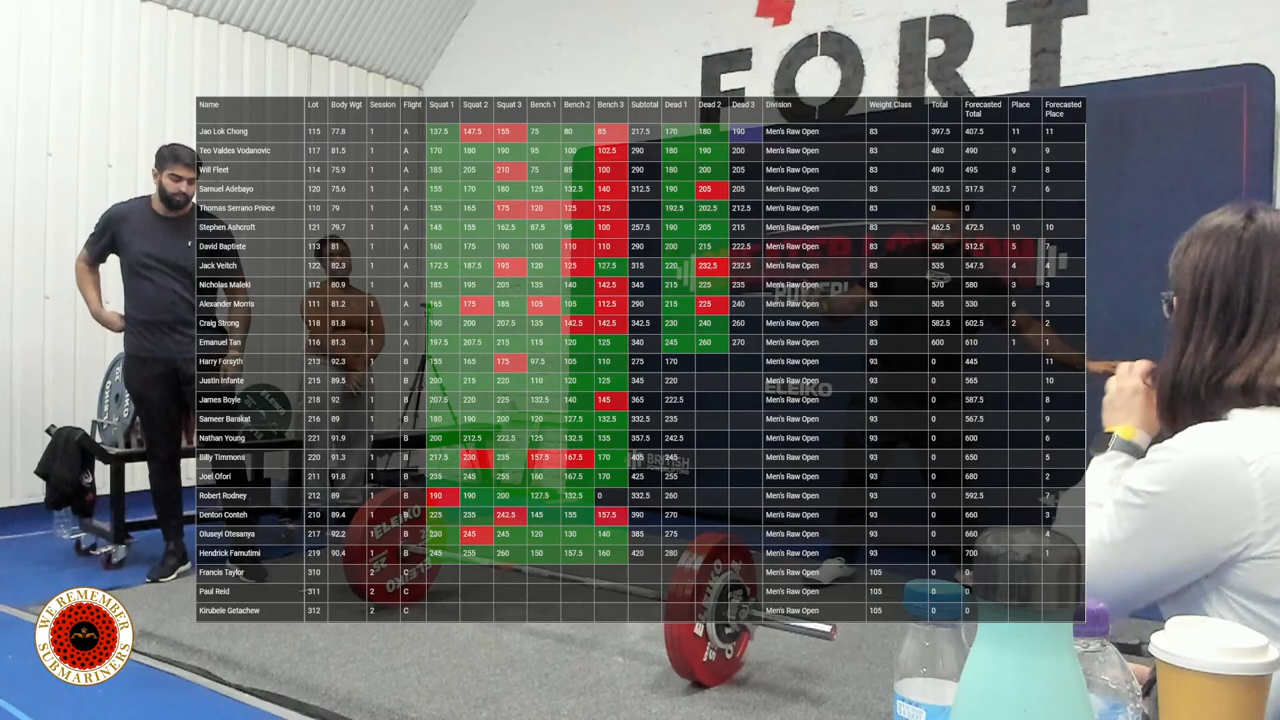 FORT
Name Lot Body Wgt Session Flight Squat 1 Squat 2 Squat 3 Bench 1 Bench 2 Bench 3 Subtotal Dead 1 Dead 2 Dead 3 Division Weight Class Total Forecasted Total Place Forecasted Place
Jao Lok Chong 115 77.8 1 A 137.5 147.5 155 75 80 85 217.5 170 180 190 Men's Raw Open 83 397.5 407.5 11 11
Teo Valdes Vodanovic 117 81.5 1 A 170 180 190 95 100 102.5 290 180 190 200 Men's Raw Open 83 480 490 9 9
Will Fleet 114 75.9 1 A 185 205 210 75 85 100 290 180 200 205 Men's Raw Open 83 490 495 8 8
Samuel Adebayo 120 75.6 1 A 155 170 180 125 132.5 140 312.5 190 205 205 Men's Raw Open 83 502.5 517.5 7 6
Thomas Serrano Prince 110 79 1 A 155 165 175 120 125 125 192.5 202.5 212.5 Men's Raw Open 83 0 0
Stephen Ashcroft 121 79.7 1 A 145 155 162.5 87.5 95 100 257.5 190 205 215 Men's Raw Open 83 462.5 472.5 10 10
David Baptiste 113 81 1 A 160 175 190 100 110 110 290 200 215 222.5 Men's Raw Open 83 505 512.5 5 7
Jack Veitch 122 82.3 1 A 172.5 187.5 195 120 125 127.5 315 220 232.5 232.5 Men's Raw Open 83 535 547.5 4 4
Nicholas Maleki 112 80.9 1 A 185 195 205 135 140 142.5 345 215 225 235 Men's Raw Open 83 570 580 3 3
Alexander Morris 111 81.2 1 A 165 175 185 105 105 112.5 290 215 225 240 Men's Raw Open 83 505 530 6 5
Craig Strong 118 81.8 1 A 190 200 207.5 135 142.5 142.5 342.5 230 240 260 Men's Raw Open 83 582.5 602.5 2 2
Emanuel Tan 116 81.3 1 A 197.5 207.5 215 115 120 125 340 245 260 270 Men's Raw Open 83 600 610 1 1
Harry Forsyth 213 92.3 1 B 155 165 175 97.5 105 110 275 170 Men's Raw Open 93 0 445 11
Justin Infante 215 89.5 1 B 200 215 220 110 120 125 345 220 Men's Raw Open 93 0 565 10
James Boyle 218 92 1 B 207.5 220 225 132.5 140 145 365 222.5 Men's Raw Open 93 0 587.5 8
Sameer Barakat 216 89 1 B 180 190 200 120 127.5 132.5 332.5 235 Men's Raw Open 93 0 567.5 9
Nathan Young 221 91.9 1 B 200 212.5 222.5 125 132.5 135 357.5 242.5 Men's Raw Open 93 0 600 6
Billy Timmons 220 91.3 1 B 217.5 230 235 157.5 167.5 170 405 245 Men's Raw Open 93 0 650 5
Joel Ofori 211 91.8 1 B 235 245 255 160 167.5 170 425 255 Men's Raw Open 93 0 680 2
Robert Rodney 212 89 1 B 190 190 200 127.5 132.5 0 332.5 260 Men's Raw Open 93 0 592.5 7
Denton Conteh 210 89.4 1 B 225 235 242.5 145 155 157.5 390 270 Men's Raw Open 93 0 660 3
Oluseyi Otesanya 217 92.2 1 B 230 245 245 120 130 140 385 275 Men's Raw Open 93 0 660 4
Hendrick Famutimi 219 90.4 1 B 245 255 260 150 157.5 160 420 280 Men's Raw Open 93 0 700 1
Francis Taylor 310 2 C Men's Raw Open 105 0 0
Paul Reid 311 2 C Men's Raw Open 105 0 0
Kirubele Getachew 312 2 C Men's Raw Open 105 0 0
ELEIKO
ELEIKO
BRITISH
ELEIKO
ELEIKO
WE REMEMBER
SUBMARINERS